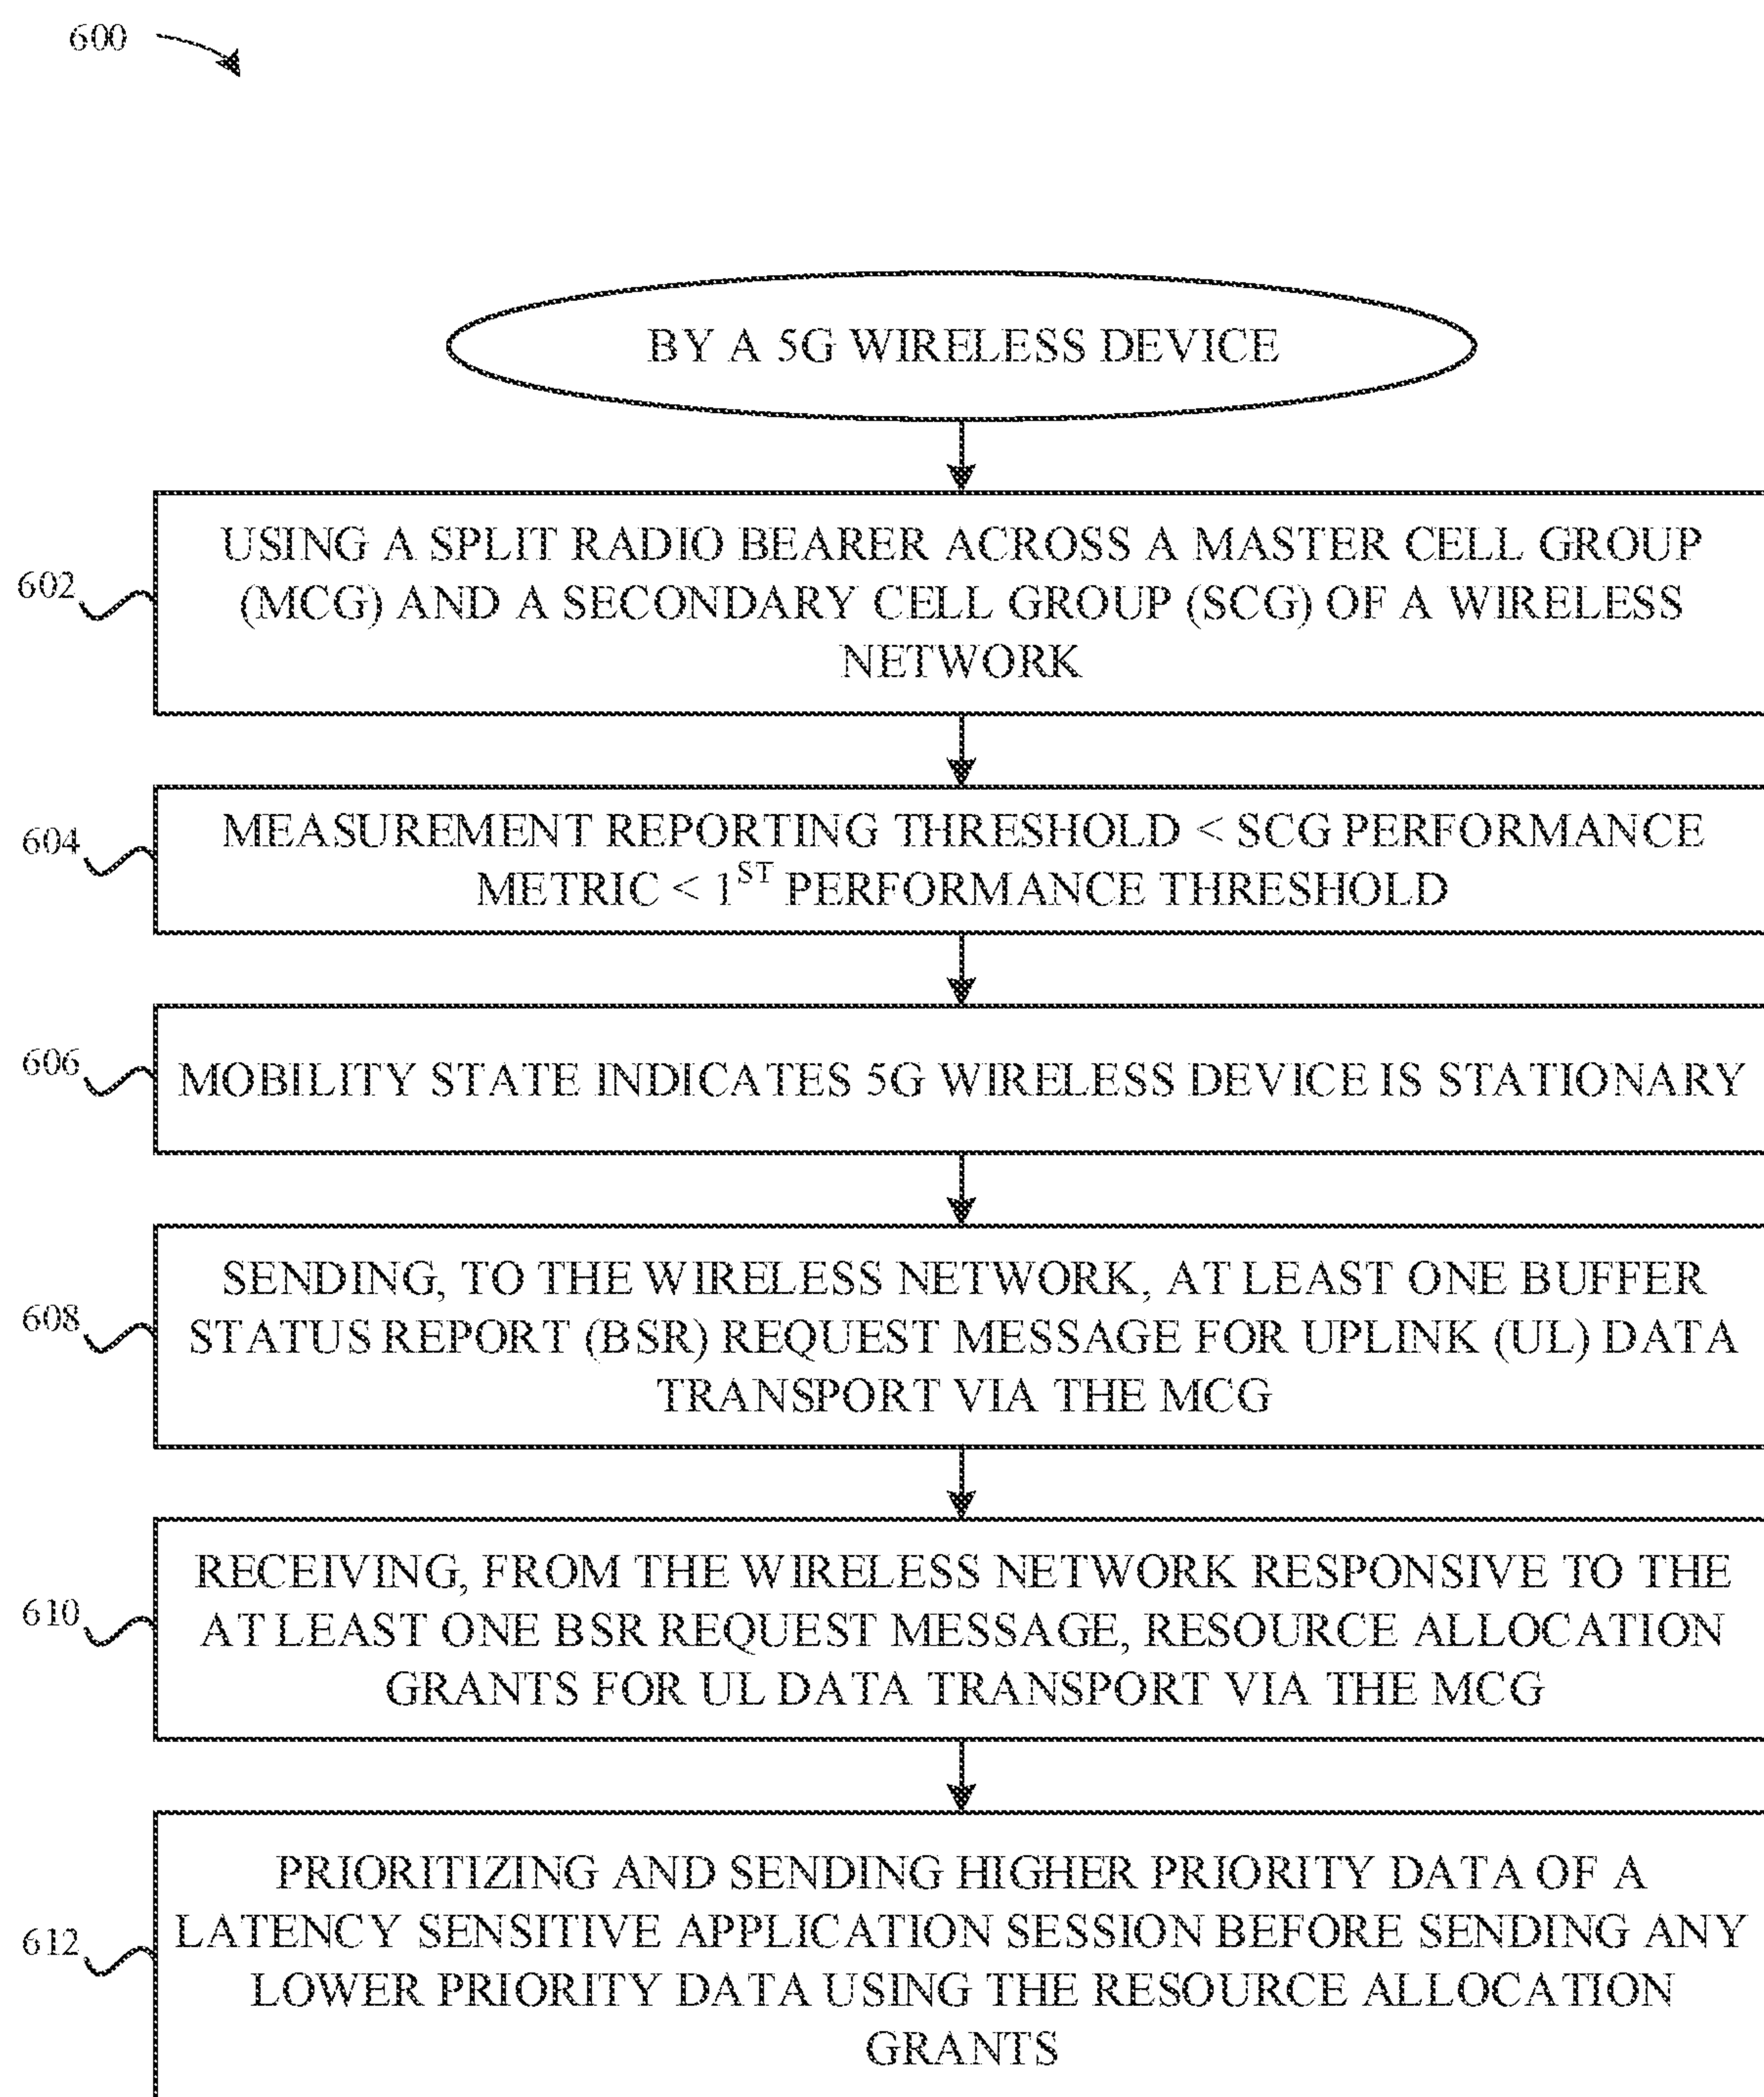 600
BY A 5G WIRELESS DEVICE
602
USING A SPLIT RADIO BEARER ACROSS A MASTER CELL GROUP
(MCG) AND A SECONDARY CELL GROUP (SCG) OF A WIRELESS
NETWORK
604
MEASUREMENT REPORTING THRESHOLD < SCG PERFORMANCE
METRIC < 1ST PERFORMANCE THRESHOLD
606
MOBILITY STATE INDICATES 5G WIRELESS DEVICE IS STATIONARY
608
SENDING, TO THE WIRELESS NETWORK, AT LEAST ONE BUFFER
STATUS REPORT (BSR) REQUEST MESSAGE FOR UPLINK (UL) DATA
TRANSPORT VIA THE MCG
610
RECEIVING, FROM THE WIRELESS NETWORK RESPONSIVE TO THE
AT LEAST ONE BSR REQUEST MESSAGE, RESOURCE ALLOCATION
GRANTS FOR UL DATA TRANSPORT VIA THE MCG
612
PRIORITIZING AND SENDING HIGHER PRIORITY DATA OF A
LATENCY SENSITIVE APPLICATION SESSION BEFORE SENDING ANY
LOWER PRIORITY DATA USING THE RESOURCE ALLOCATION
GRANTS